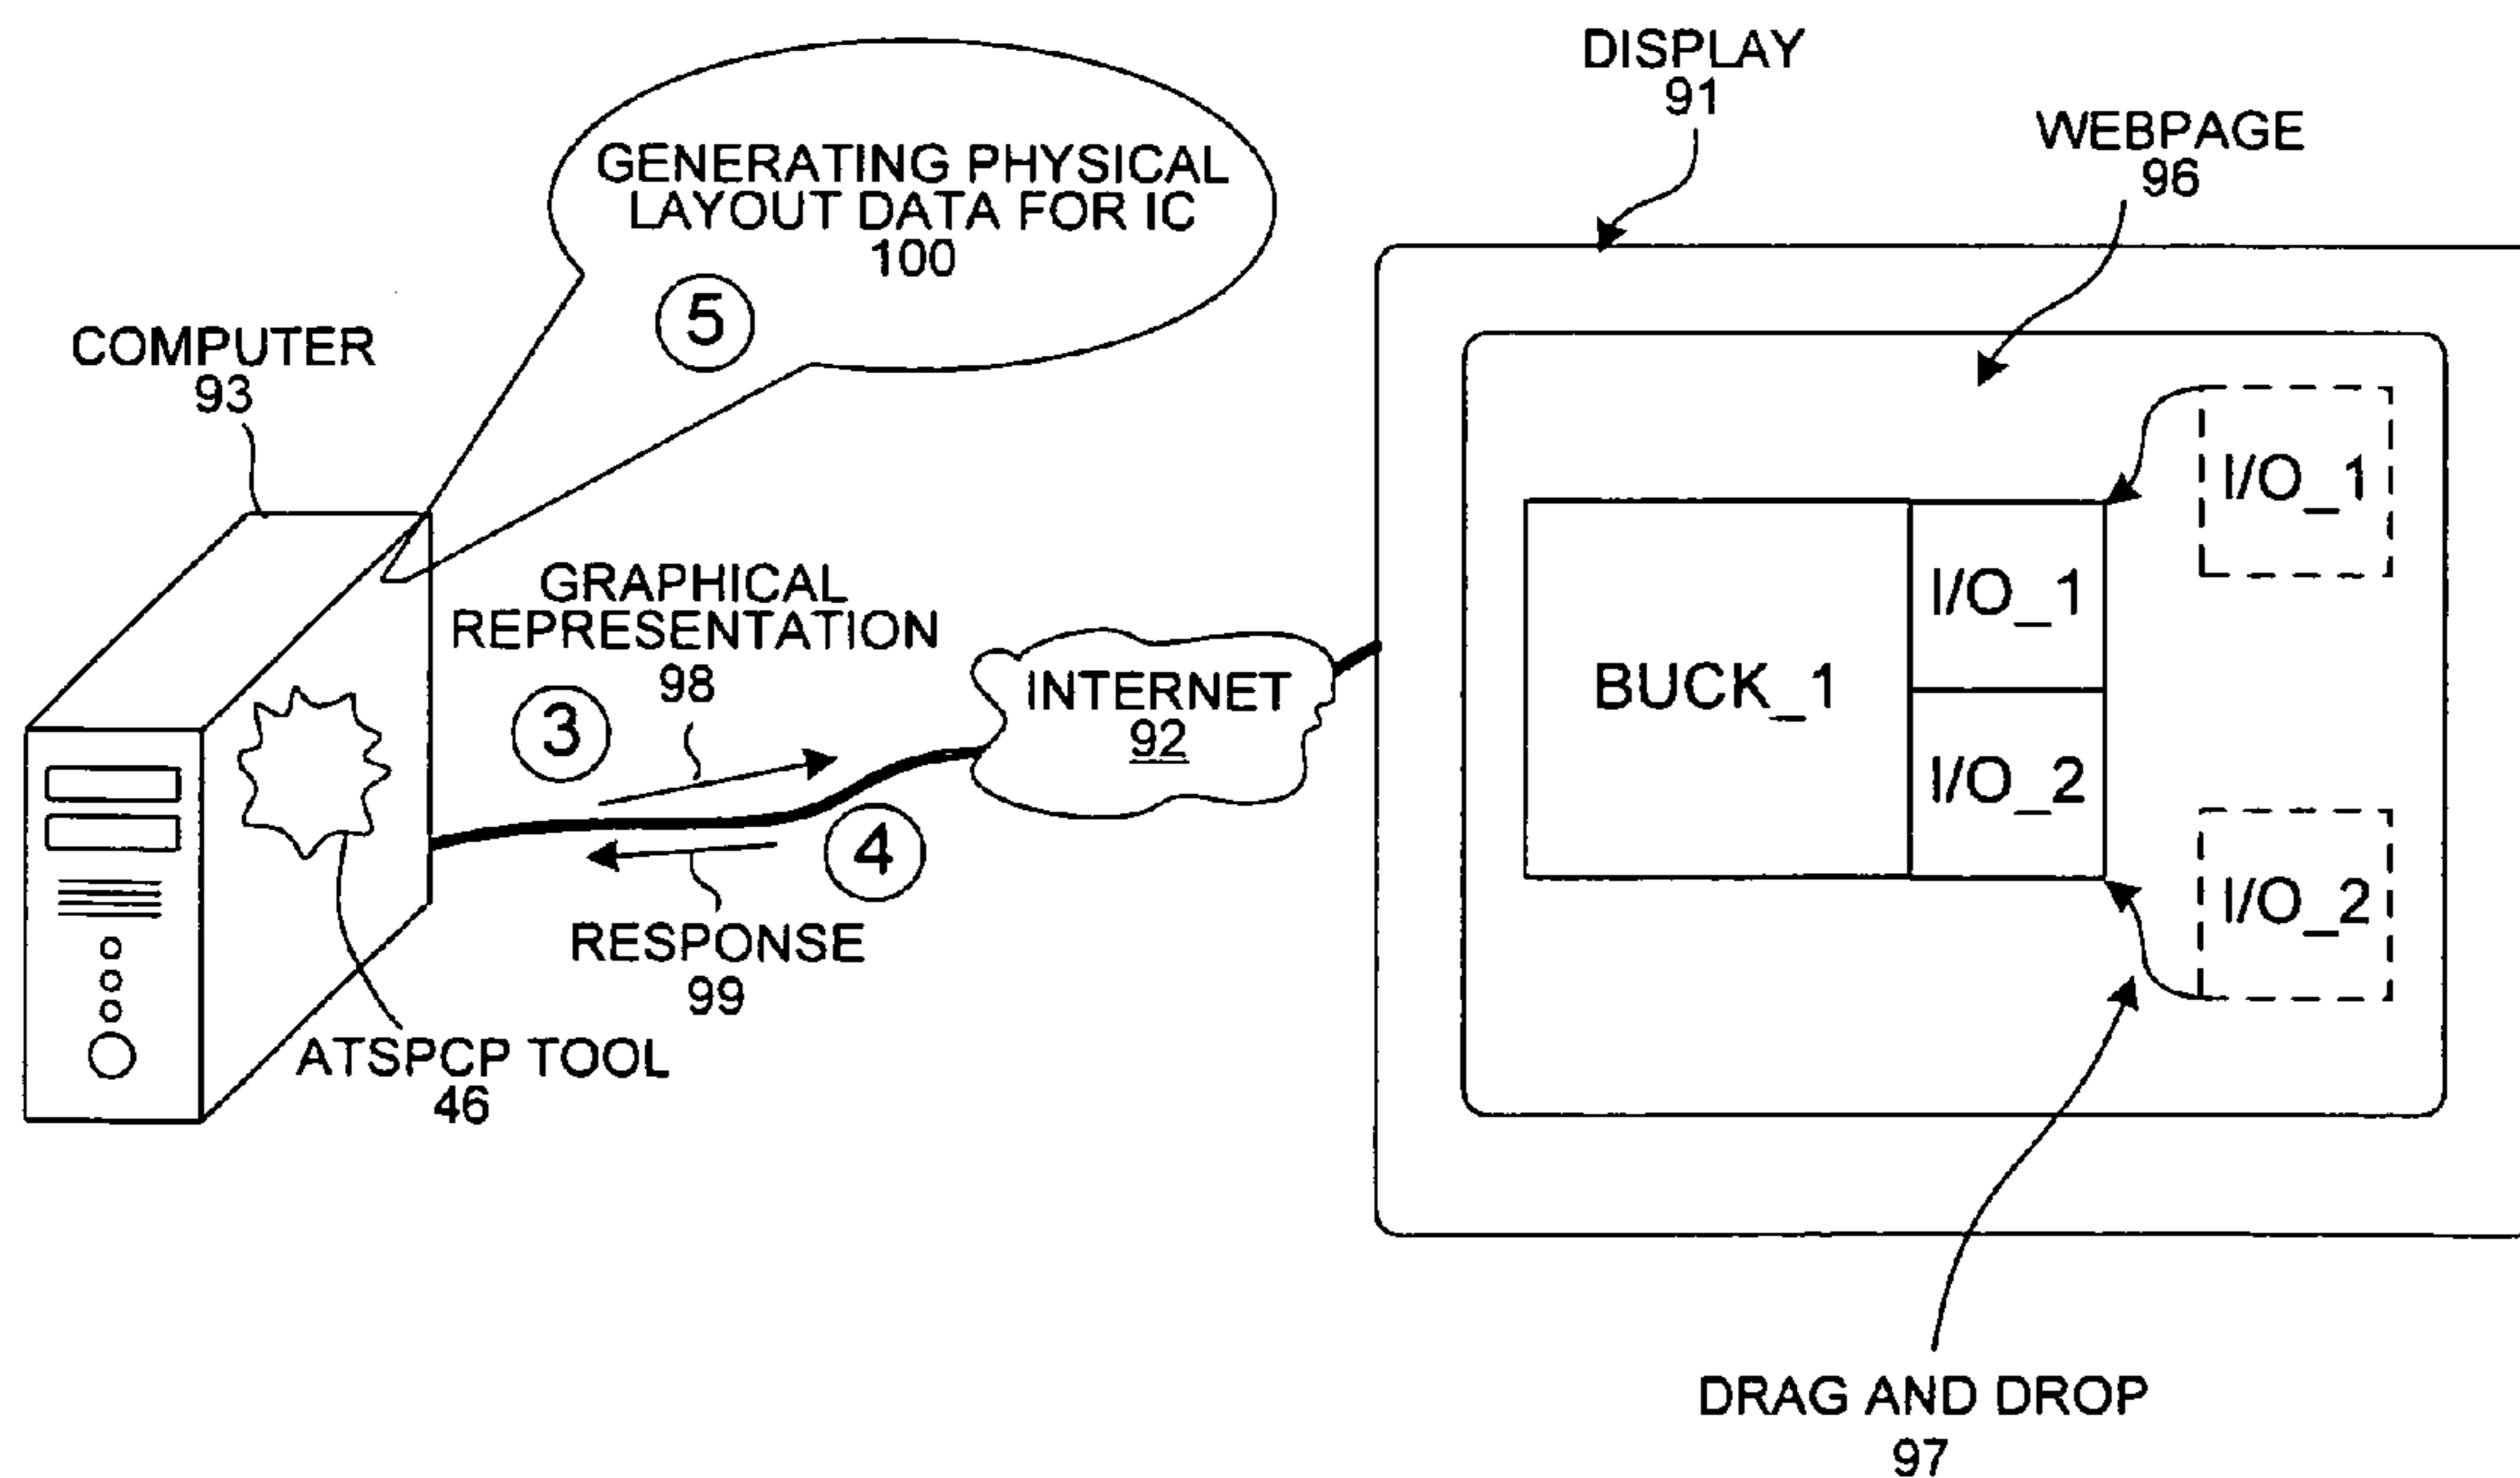 DISPLAY
91
WEBPAGE
96
GENERATING PHYSICAL
LAYOUT DATA FOR IC
100
5
COMPUTER
93
GRAPHICAL
REPRESENTATION
98
3
INTERNET
92
4
RESPONSE
99
ATSPCP TOOL
46
I/O_1
I/O_1
BUCK_1
I/O_2
I/O_2
DRAG AND DROP
97